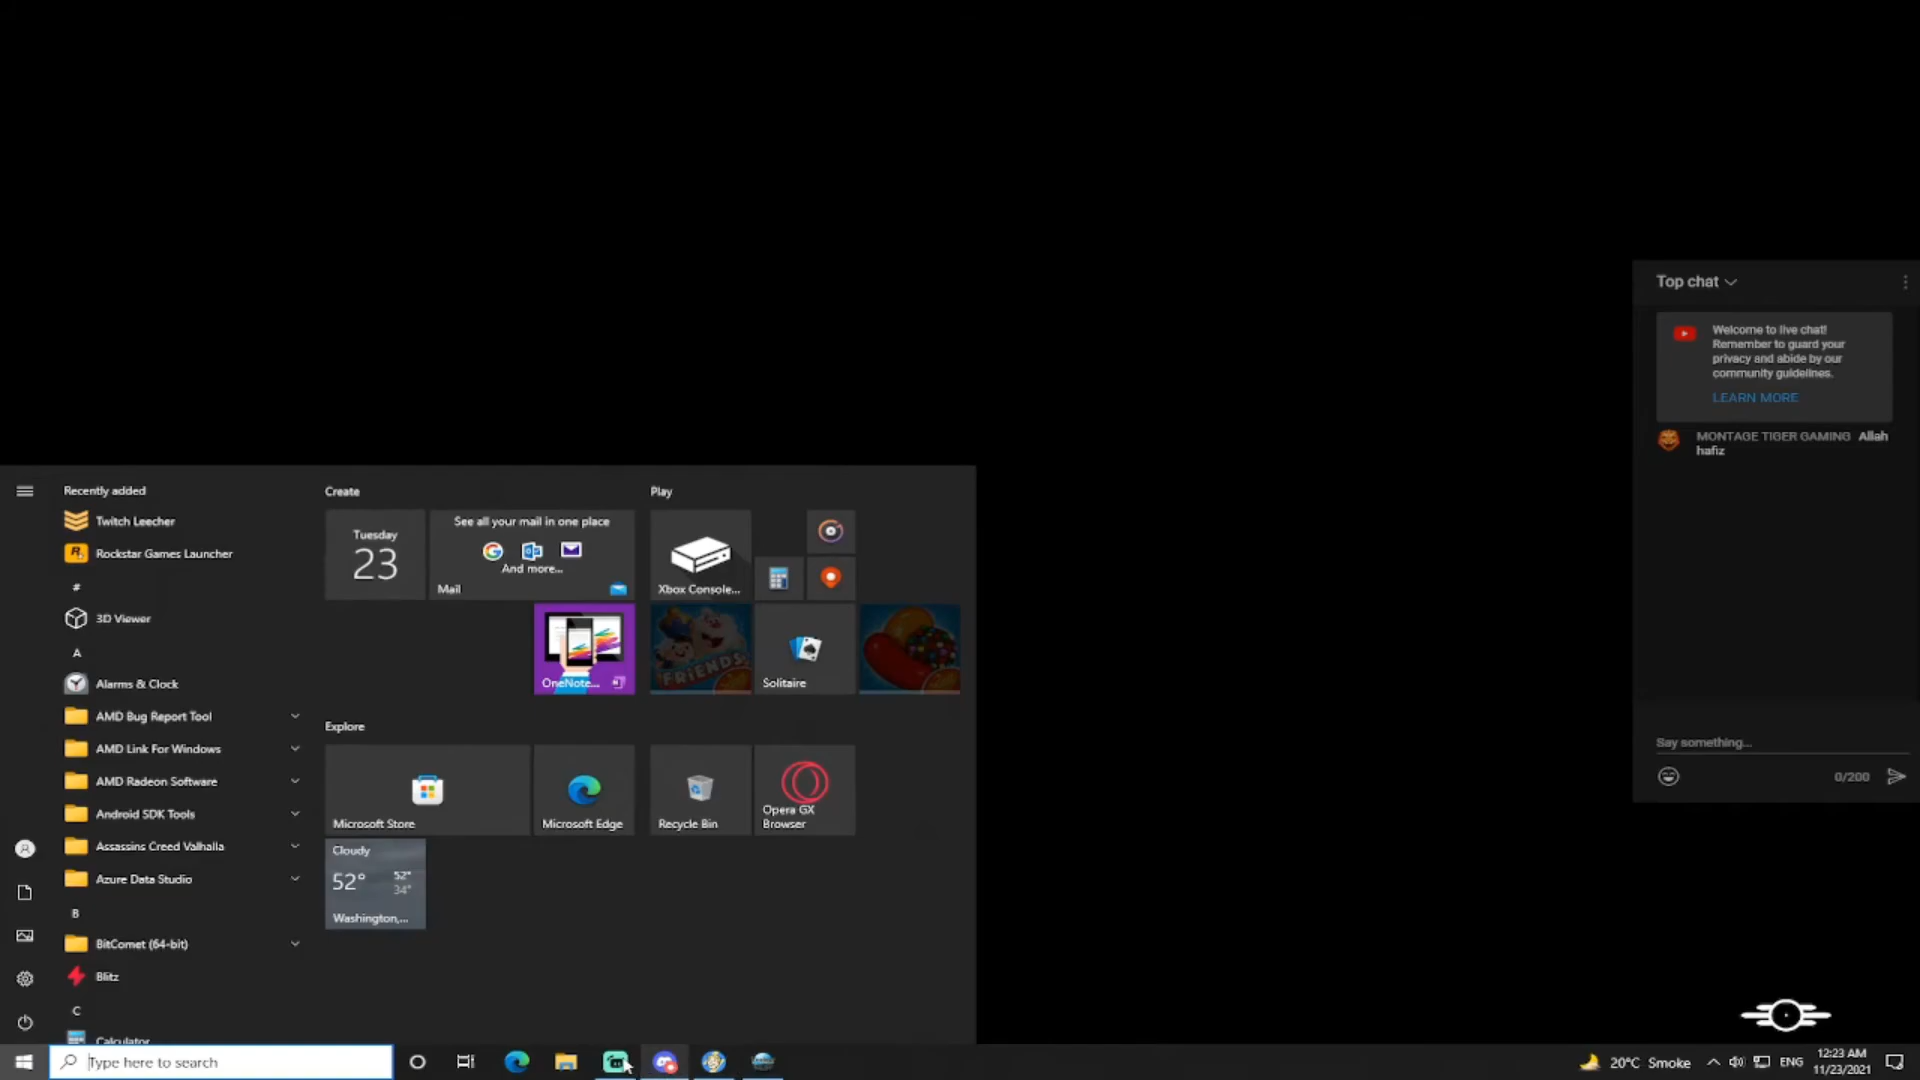 Top chat
Welcome to live chat!
Remember to guard your
privacy and abide by our
community guidelines.
LEARN MORE
MONTAGE TIGER GAMING Allah
hafiz
Say something...
0/200
Recently added
Twitch Leecher
Rockstar Games Launcher
#
3D Viewer
A
Alarms & Clock
AMD Bug Report Tool
AMD Link For Windows
AMD Radeon Software
Android SDK Tools
Assassins Creed Valhalla
Azure Data Studio
B
BitComet (64-bit)
Blitz
C
Calculator
Create
Tuesday
23
See all your mail in one place
And more...
Mail
OneNote...
Explore
Microsoft Store
Microsoft Edge
Cloudy
52°
52°
34°
Washington,...
Play
Xbox Console...
FRIENDS
Solitaire
Recycle Bin
Opera GX
Browser
Type here to search
20°C Smoke
ENG
12:23 AM
11/23/2021